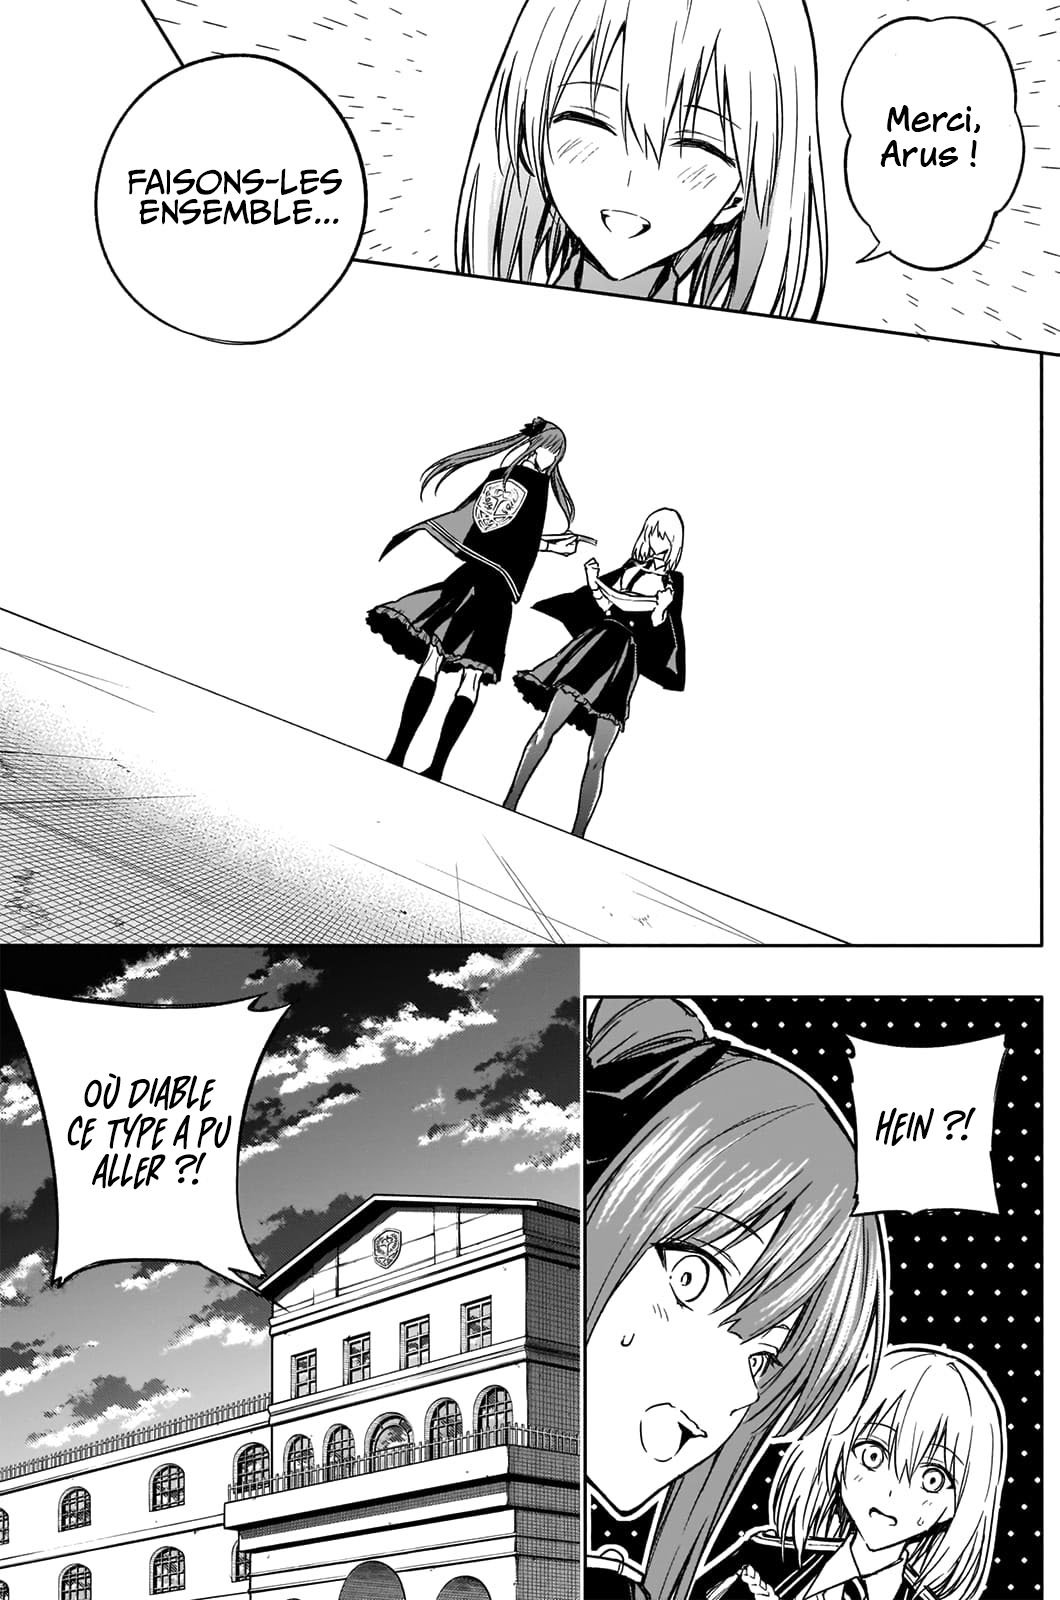 Merci,
Arus !
FAISONS-LES
ENSEMBLE...
HEIN ?!
OÙ DIABLE
CE TYPE A PU
ALLER ?!